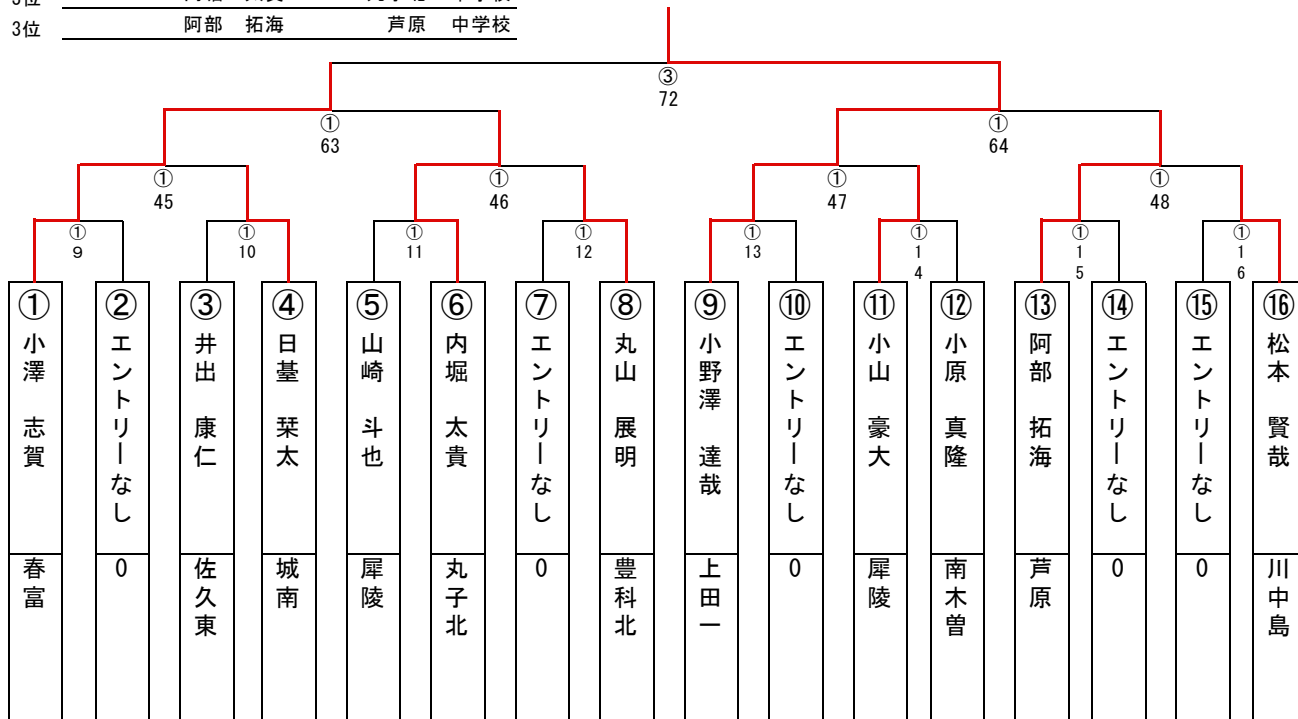 3位 阿部 拓海 芦原 中学校
③
72
① ①
63 64
① ① ① ①
45 46 47 48
① ① ① ① ① ① ① ①
9 10 11 12 13 14 15 16
① ② ③ ④ ⑤ ⑥ ⑦ ⑧ ⑨ ⑩ ⑪ ⑫ ⑬ ⑭ ⑮ ⑯
小澤 志賀
エントリーなし
井出 康仁
日基 栞太
山崎 斗也
内堀 太貴
エントリーなし
丸山 展明
小野澤 達哉
エントリーなし
小山 豪大
小原 真隆
阿部 拓海
エントリーなし
エントリーなし
松本 賢哉
春富
0
佐久東
城南
犀陵
丸子北
0
豊科北
上田一
0
犀陵
南木曽
芦原
0
0
川中島